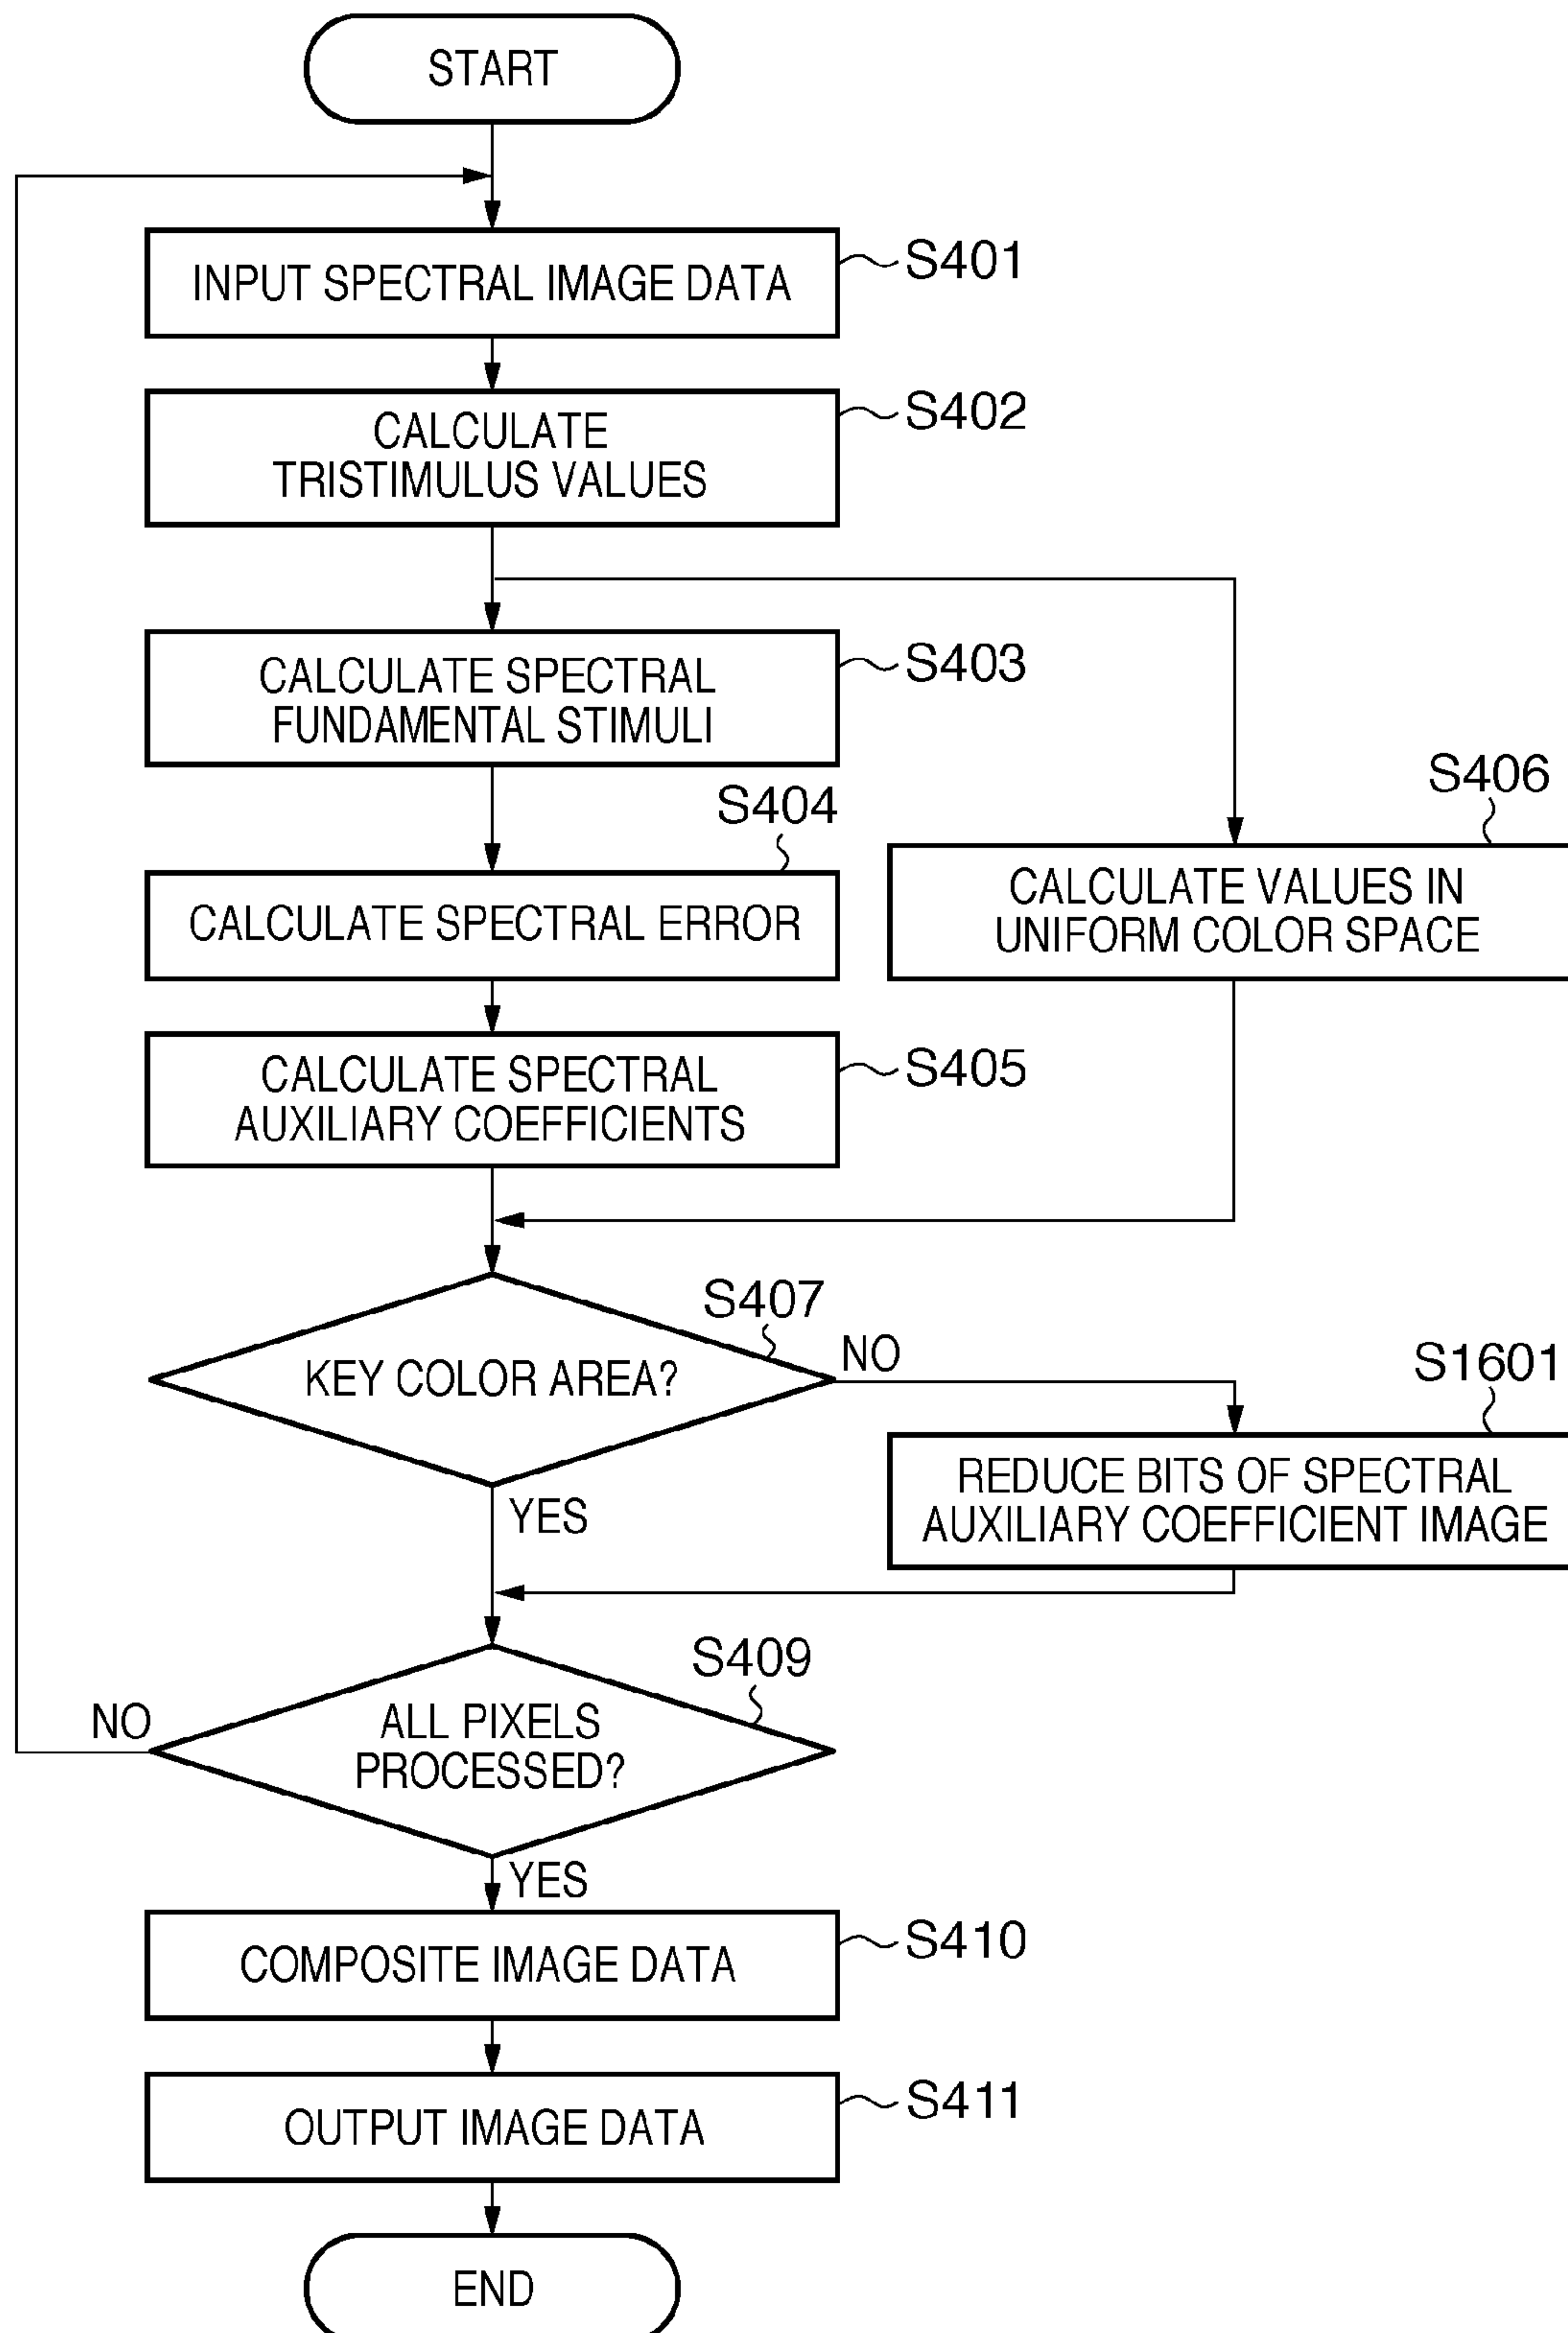 START
INPUT SPECTRAL IMAGE DATA
S401
CALCULATE
TRISTIMULUS VALUES
S402
CALCULATE SPECTRAL
FUNDAMENTAL STIMULI
S403
S404
CALCULATE SPECTRAL ERROR
S406
CALCULATE VALUES IN
UNIFORM COLOR SPACE
CALCULATE SPECTRAL
AUXILIARY COEFFICIENTS
S405
S407
KEY COLOR AREA?
NO
YES
S1601
REDUCE BITS OF SPECTRAL
AUXILIARY COEFFICIENT IMAGE
S409
ALL PIXELS
PROCESSED?
NO
YES
COMPOSITE IMAGE DATA
S410
OUTPUT IMAGE DATA
S411
END